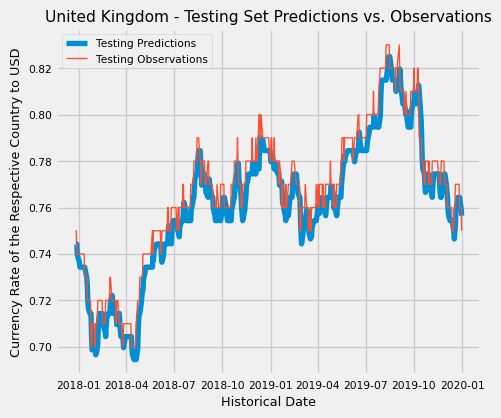 United Kingdom - Testing Set Predictions vs. Observations
Testing Predictions
Testing Observations
Currency Rate of the Respective Country to USD
0.82
0.80
0.78
0.76
0.74
0.72
0.70
2018-01 2018-04 2018-07 2018-10 2019-01 2019-04 2019-07 2019-10 2020-01
Historical Date